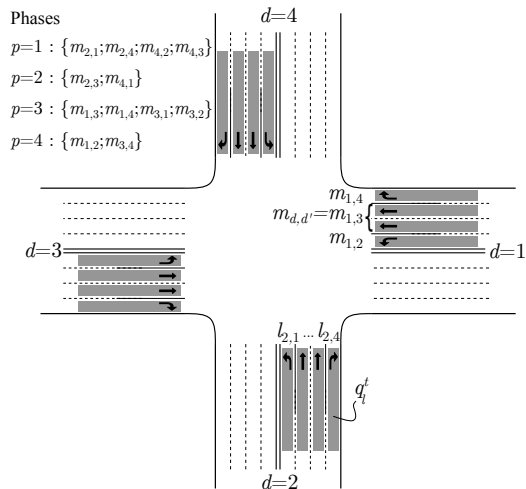 Phases
p=1 : {m2,1;m2,4;m4,2;m4,3}
p=2 : {m2,3;m4,1}
p=3 : {m1,3;m1,4;m3,1;m3,2}
p=4 : {m1,2;m3,4}
d=4
m1,4
md,d′=m1,3
m1,2
d=3
d=1
l2,1 ... l2,4
qlt
d=2